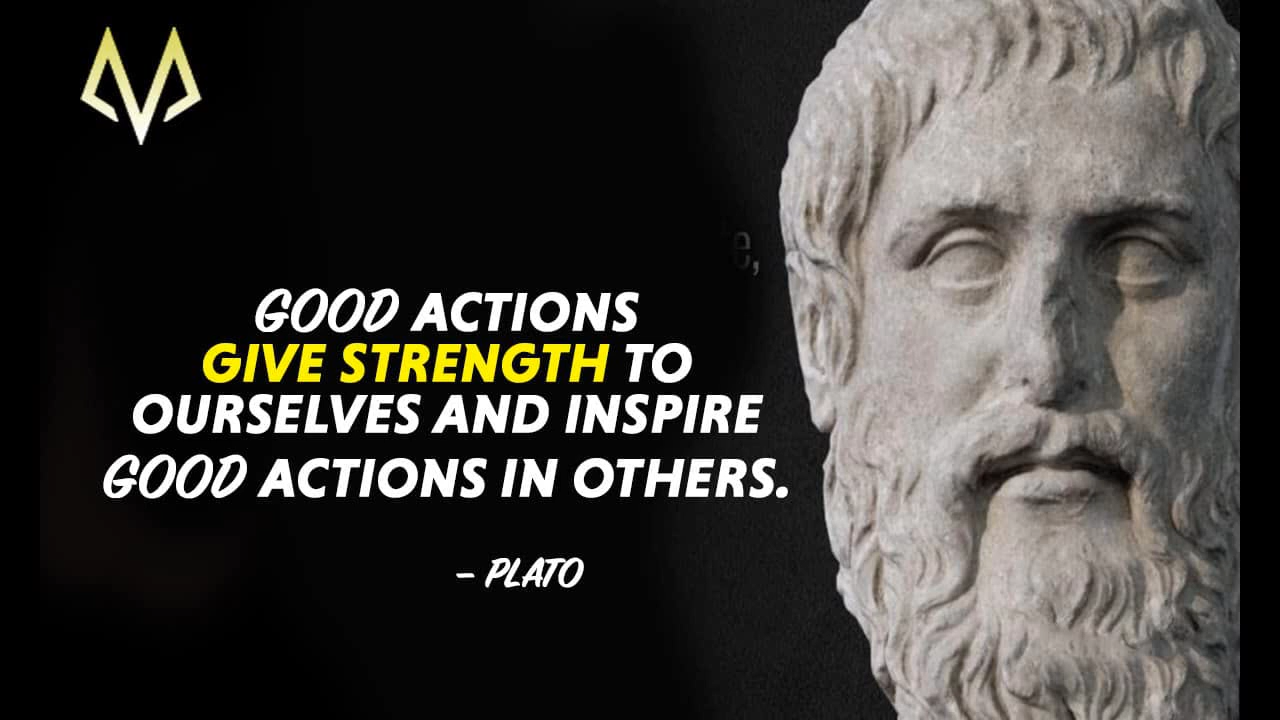 GOOD ACTIONS
GIVE STRENGTH TO
OURSELVES AND INSPIRE
GOOD ACTIONS IN OTHERS.
– PLATO
e,